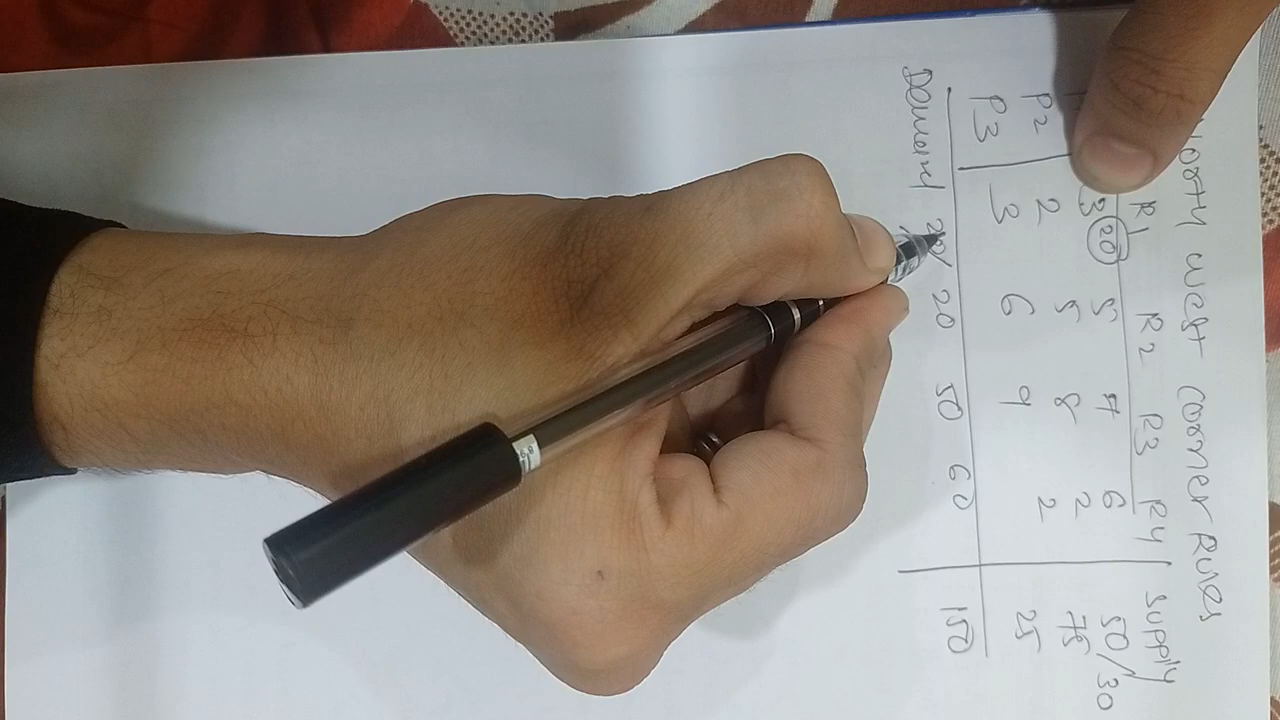 North West Corner Rules
R1 R2 R3 R4 Supply
3 20 5 7 6 50/30
P2 2 5 8 2 75
P3 3 6 9 2 25
Demend 20 20 50 60 150